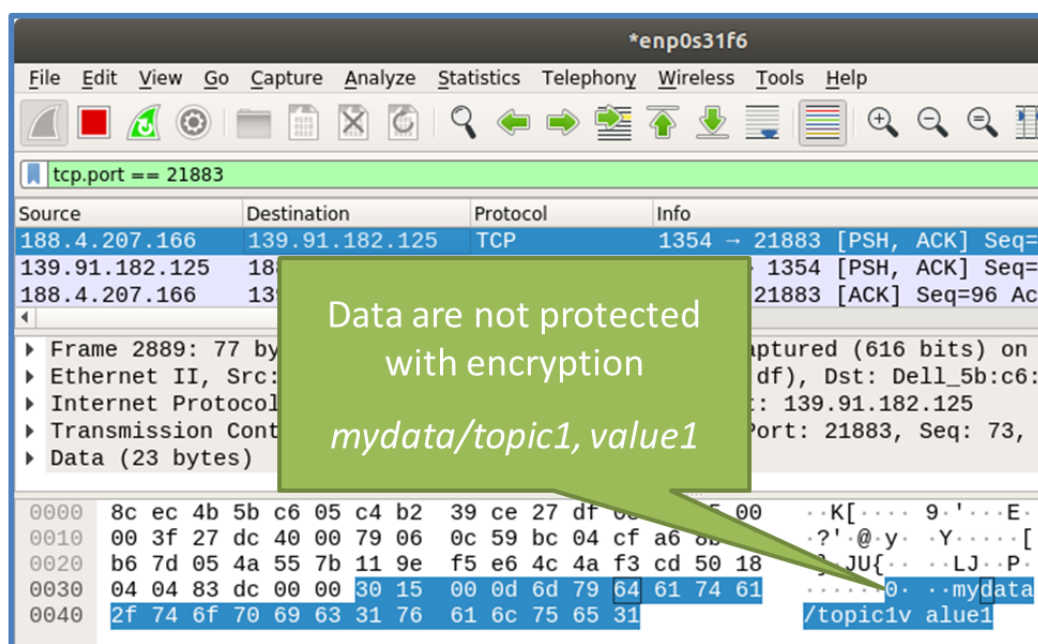 *enp0s31f6
File Edit View Go Capture Analyze Statistics Telephony Wireless Tools Help
tcp.port == 21883
Source Destination Protocol Info
188.4.207.166 139.91.182.125 TCP 1354 → 21883 [PSH, ACK] Seq=
139.91.182.125 18 1354 [PSH, ACK] Seq=
188.4.207.166 13 21883 [ACK] Seq=96 Ac
Data are not protected
with encryption
mydata/topic1, value1
Frame 2889: 77 by aptured (616 bits) on
Ethernet II, Src: :df), Dst: Dell_5b:c6:
Internet Protocol t: 139.91.182.125
Transmission Cont Port: 21883, Seq: 73,
Data (23 bytes)
0000 8c ec 4b 5b c6 05 c4 b2 39 ce 27 df 00 ··K[···· 9·'···E·
0010 00 3f 27 dc 40 00 79 06 0c 59 bc 04 cf a6 8b ·?'·@·y· ·Y·····[
0020 b6 7d 05 4a 55 7b 11 9e f5 e6 4c 4a f3 cd 50 18 ·}·JU{·· ··LJ··P·
0030 04 04 83 dc 00 00 30 15 00 0d 6d 79 64 61 74 61 ······0· ··mydata
0040 2f 74 6f 70 69 63 31 76 61 6c 75 65 31 /topic1v alue1